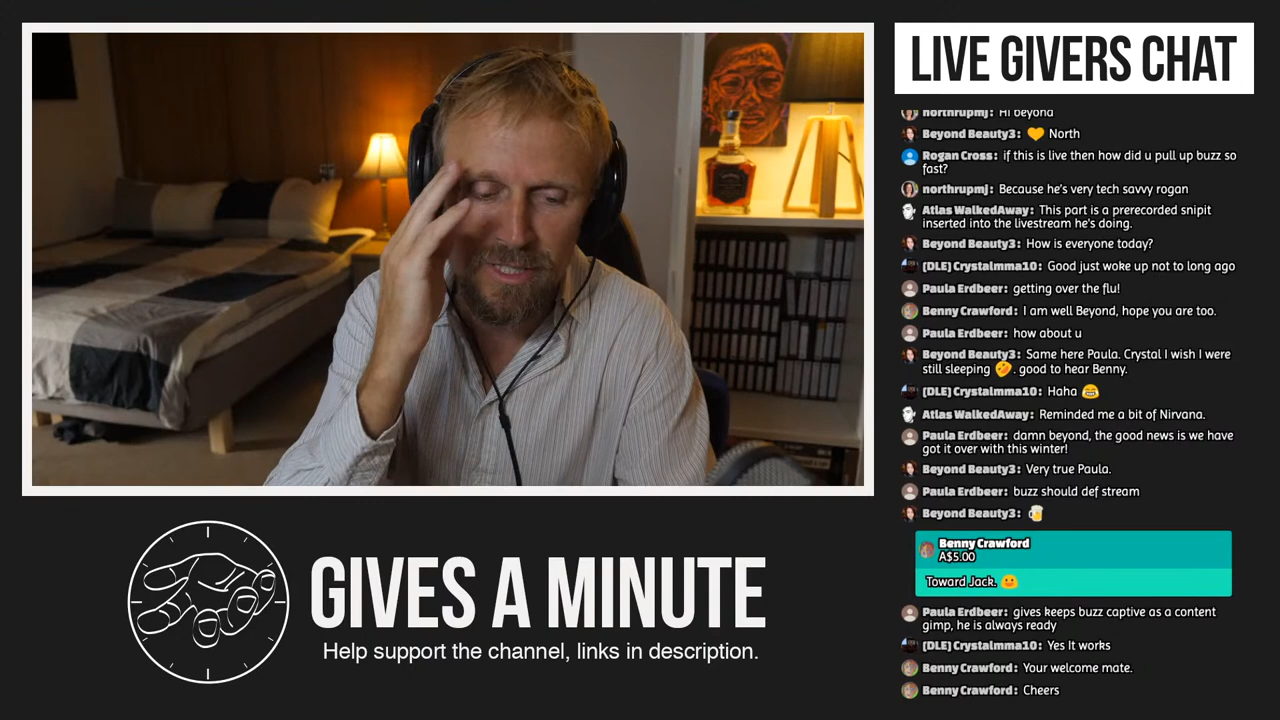 LIVE GIVERS CHAT
northrupmj: Hi beyond
Beyond Beauty3: 🧡 North
Rogan Cross: if this is live then how did u pull up buzz so
fast?
northrupmj: Because he's very tech savvy rogan
Atlas WalkedAway: This part is a prerecorded snipit
inserted into the livestream he's doing.
Beyond Beauty3: How is everyone today?
[DLE] Crystalmma10: Good just woke up not to long ago
Paula Erdbeer: getting over the flu!
Benny Crawford: I am well Beyond, hope you are too.
Paula Erdbeer: how about u
Beyond Beauty3: Same here Paula. Crystal I wish I were
still sleeping 🤣. good to hear Benny.
[DLE] Crystalmma10: Haha 😂
Atlas WalkedAway: Reminded me a bit of Nirvana.
Paula Erdbeer: damn beyond, the good news is we have
got it over with this winter!
Beyond Beauty3: Very true Paula.
Paula Erdbeer: buzz should def stream
Beyond Beauty3: 🍺
Benny Crawford
A$5.00
Toward Jack. 🙂
Paula Erdbeer: gives keeps buzz captive as a content
gimp, he is always ready
[DLE] Crystalmma10: Yes It works
Benny Crawford: Your welcome mate.
Benny Crawford: Cheers
GIVES A MINUTE
Help support the channel, links in description.